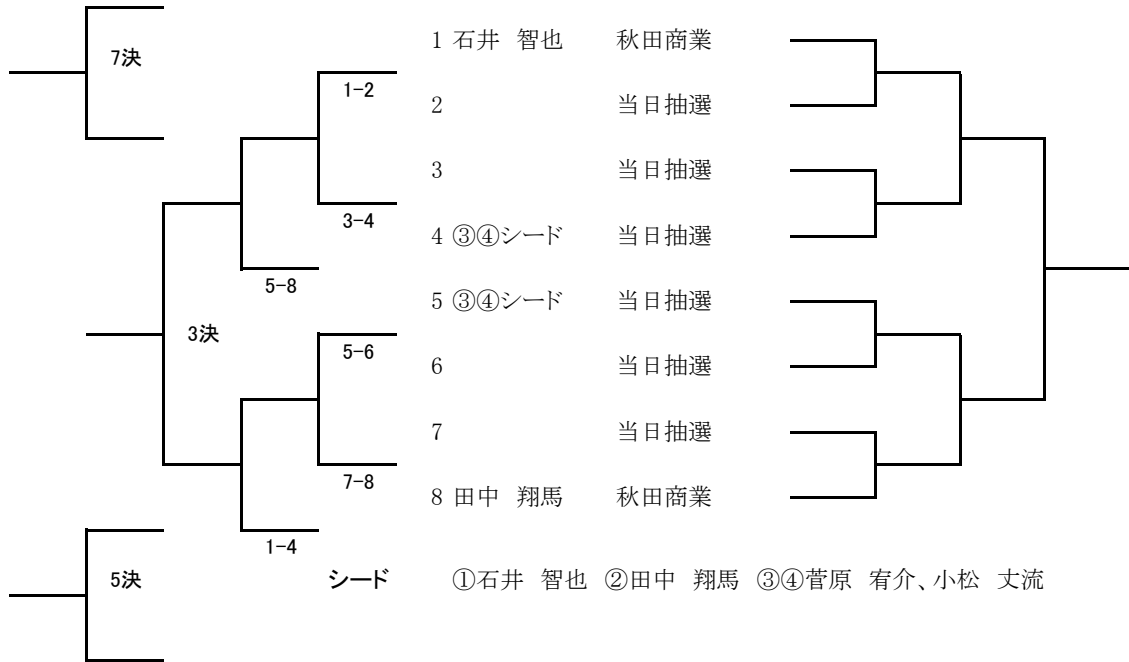 7決
1 石井 智也 秋田商業
1-2
2 当日抽選
3 当日抽選
3-4
4 ③④シード 当日抽選
5-8
5 ③④シード 当日抽選
3決
5-6
6 当日抽選
7 当日抽選
7-8
8 田中 翔馬 秋田商業
1-4
5決
シード ①石井 智也 ②田中 翔馬 ③④菅原 宥介、小松 丈流